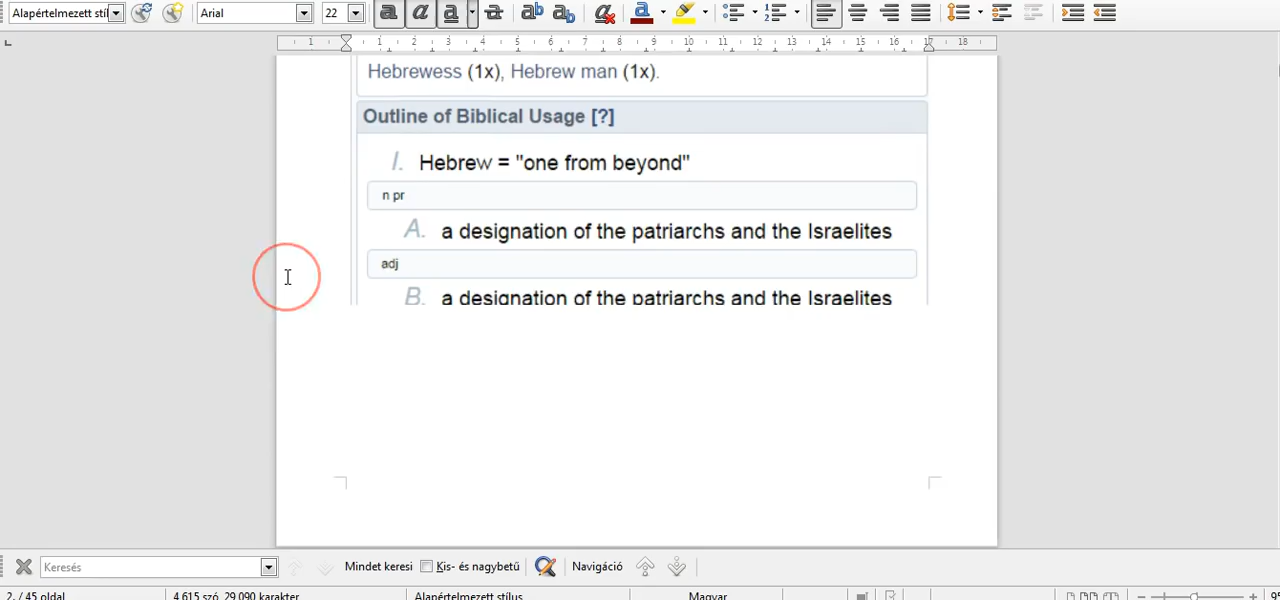 Alapértelmezett stíl Arial 22
1 1 2 3 4 5 6 7 8 9 10 11 12 13 14 15 16 17 18
Hebrewess (1x), Hebrew man (1x).
Outline of Biblical Usage [?]
I. Hebrew = "one from beyond"
n pr
A. a designation of the patriarchs and the Israelites
adj
B. a designation of the patriarchs and the Israelites
Keresés Mindet keresi Kis- és nagybetű Navigáció
2. / 45 oldal 4 615 szó, 29 090 karakter Alapértelmezett stílus Magyar